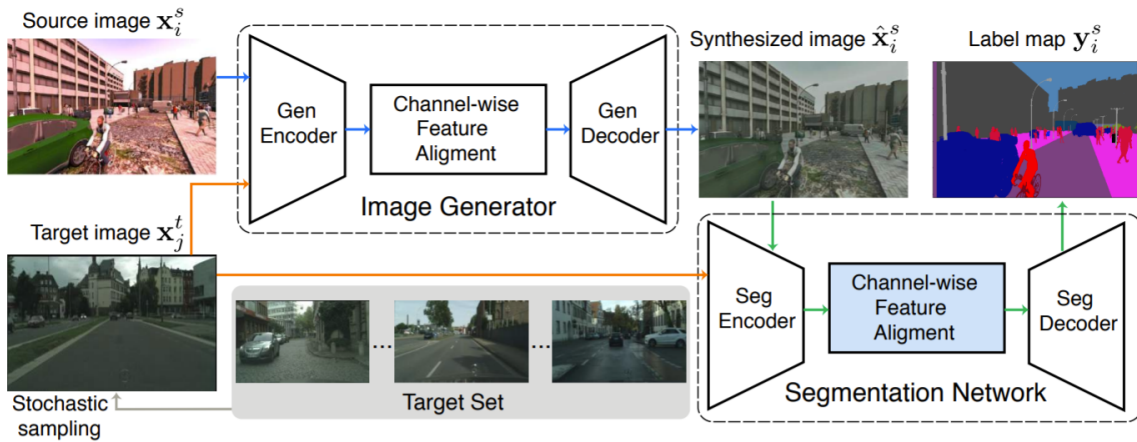 Source image x_i^s
Gen
Encoder
Channel-wise
Feature
Aligment
Gen
Decoder
Image Generator
Synthesized image x̂_i^s
Label map y_i^s
Target image x_j^t
Stochastic
sampling
...
...
Target Set
Seg
Encoder
Channel-wise
Feature
Aligment
Seg
Decoder
Segmentation Network